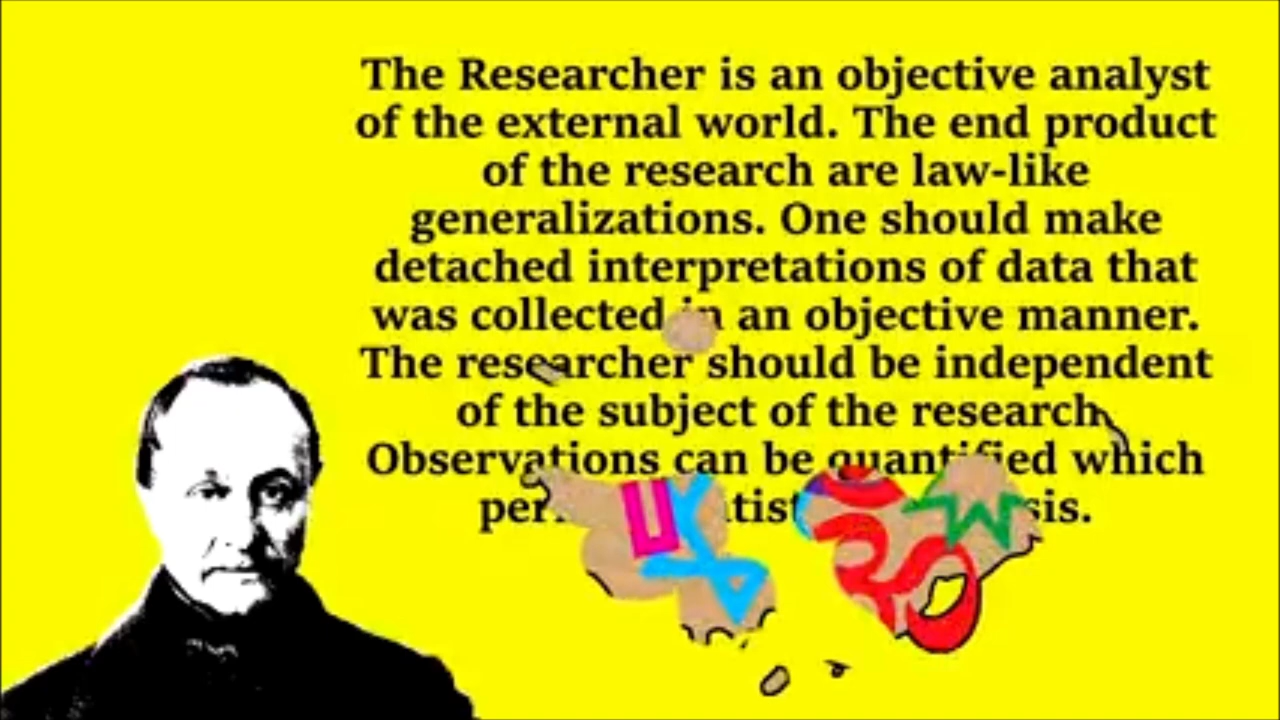 The Researcher is an objective analyst
of the external world. The end product
of the research are law-like
generalizations. One should make
detached interpretations of data that
was collected in an objective manner.
The researcher should be independent
of the subject of the research
Observations can be quantified which